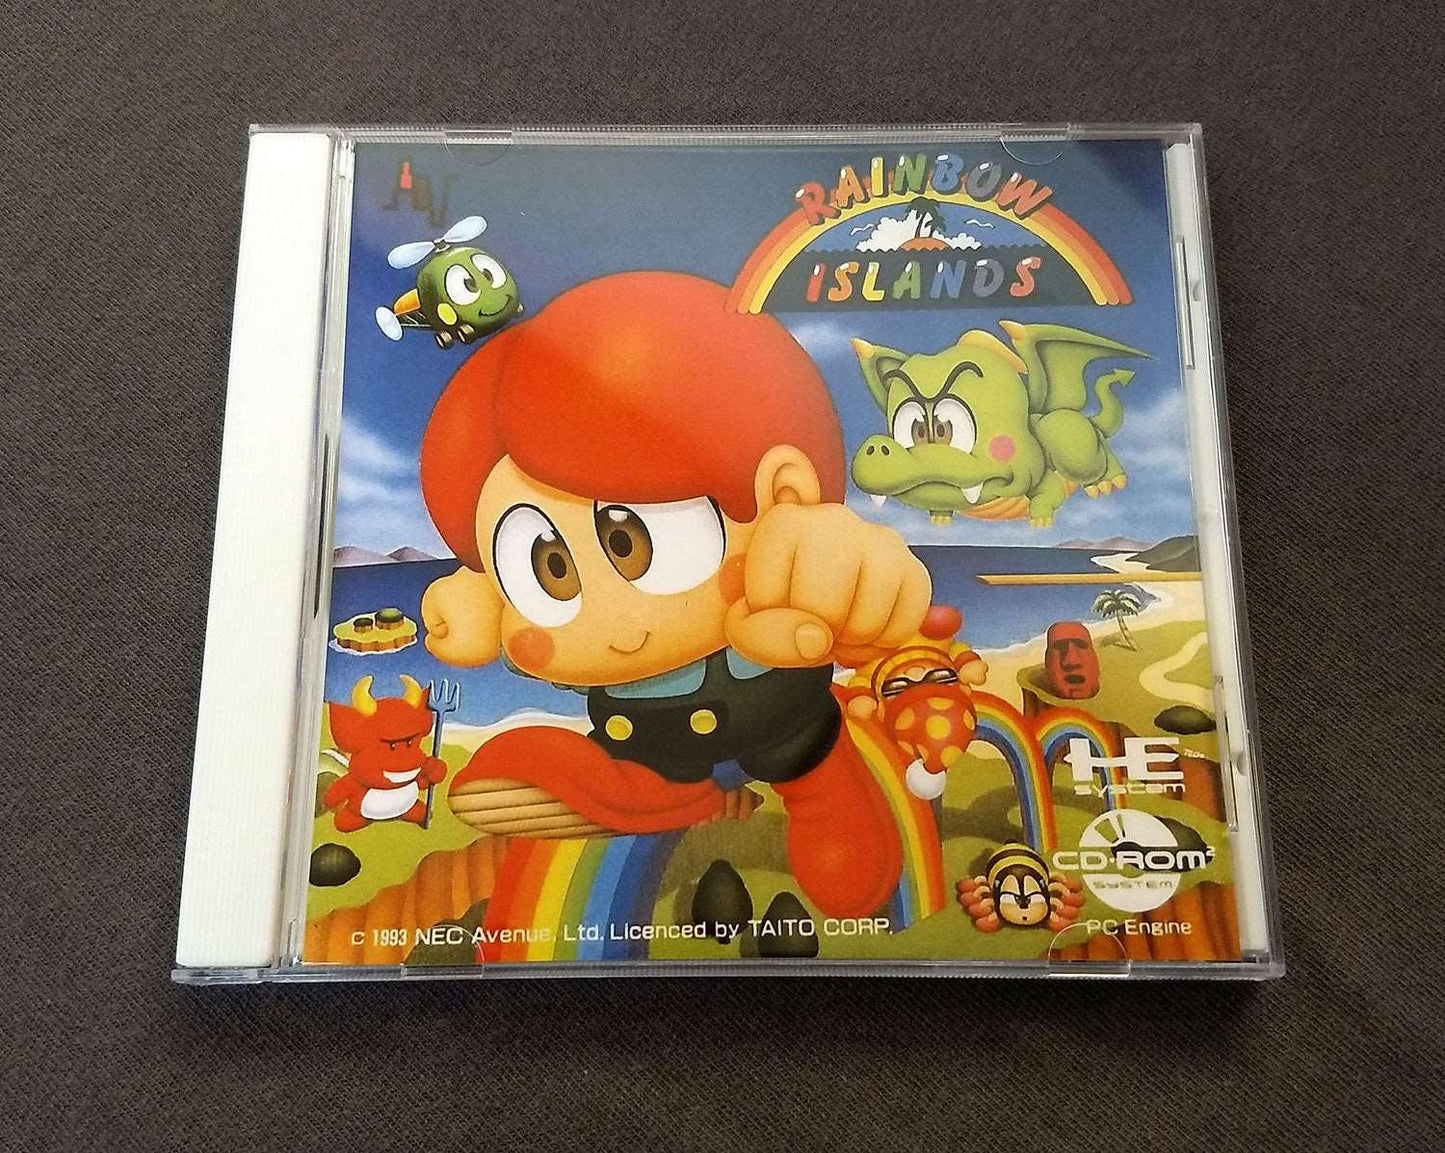 RAINBOW
ISLANDS
HE
system
CD-ROM²
SYSTEM
PC Engine
C 1993 NEC Avenue, Ltd. Licenced by TAITO CORP.